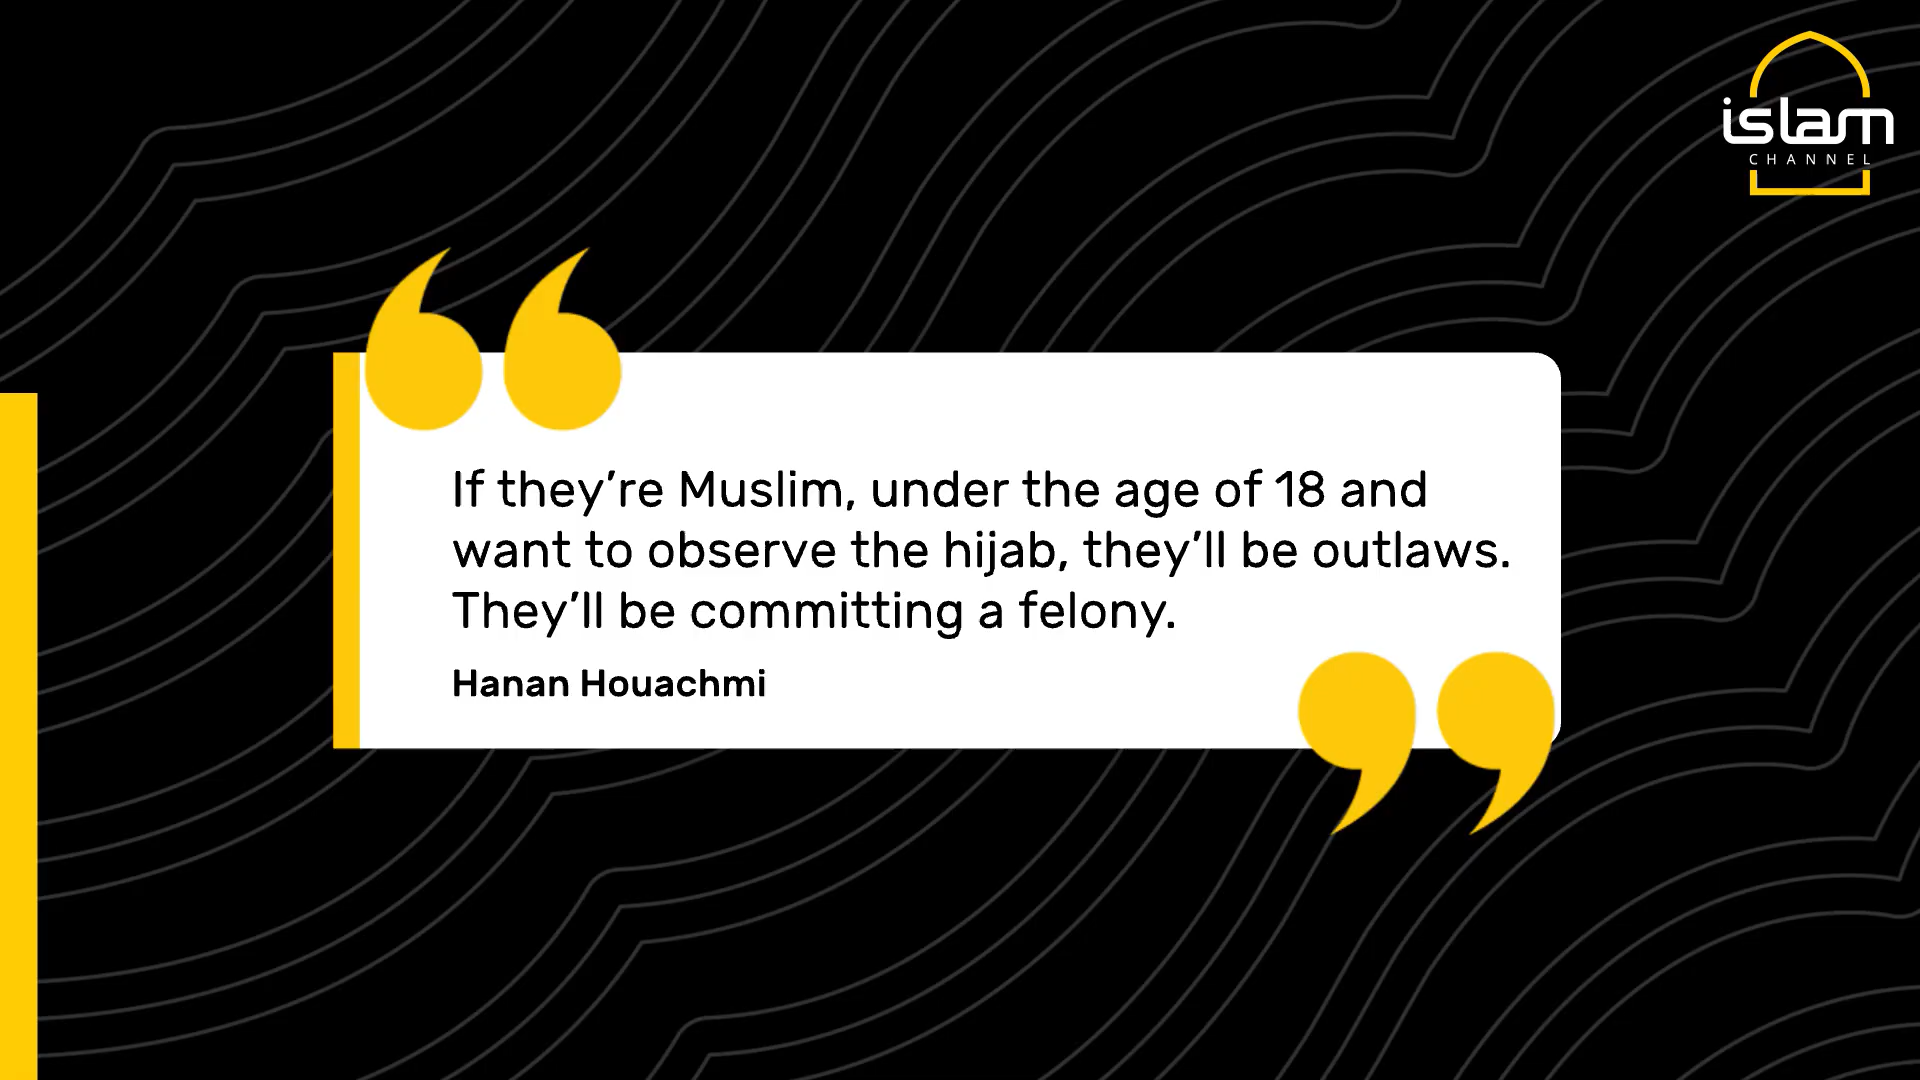 islam
CHANNEL
If they’re Muslim, under the age of 18 and
want to observe the hijab, they’ll be outlaws.
They’ll be committing a felony.
Hanan Houachmi